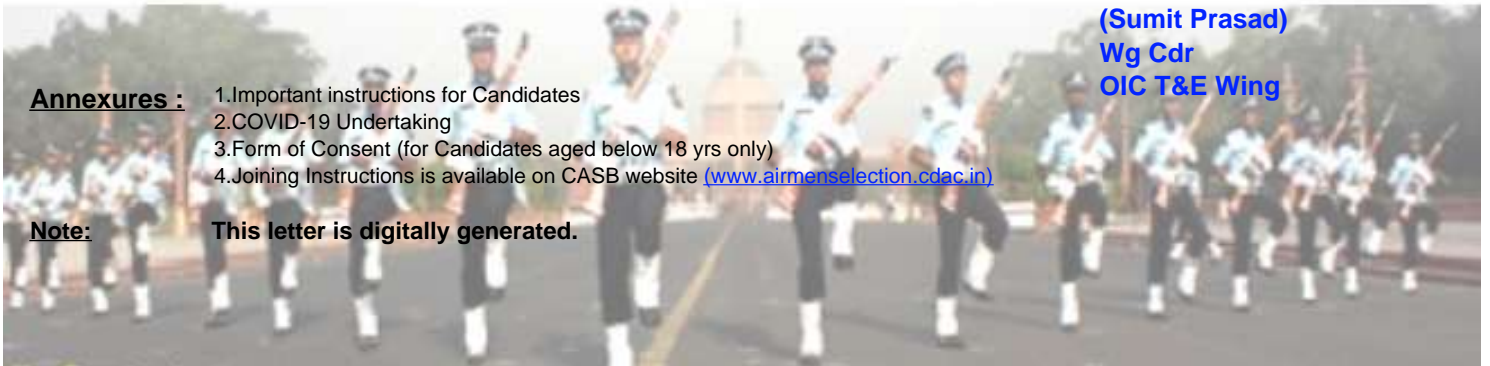 (Sumit Prasad)
Wg Cdr
OIC T&E Wing
Annexures : 1.Important instructions for Candidates
2.COVID-19 Undertaking
3.Form of Consent (for Candidates aged below 18 yrs only)
4.Joining Instructions is available on CASB website (www.airmenselection.cdac.in)
Note: This letter is digitally generated.